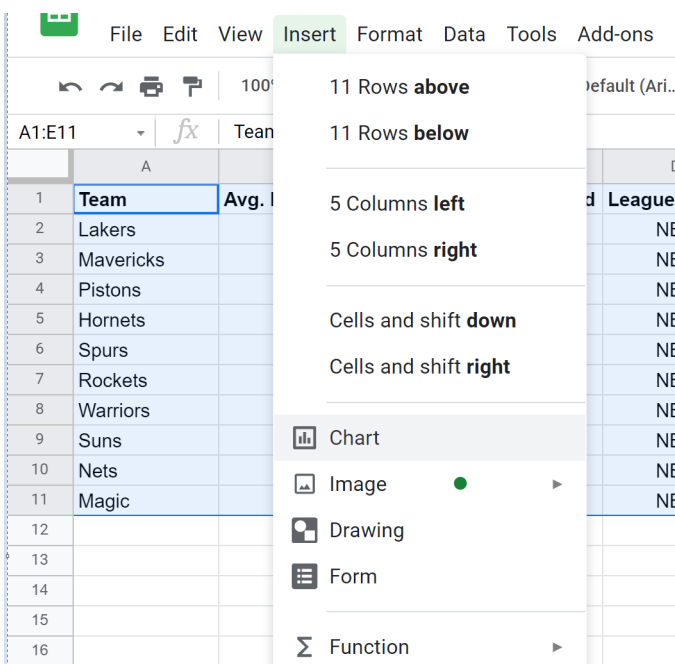 File Edit View Insert Format Data Tools Add-ons
100% Default (Ari...
A1:E11 fx Team
A D
1 Team Avg. League
2 Lakers
3 Mavericks
4 Pistons
5 Hornets
6 Spurs
7 Rockets
8 Warriors
9 Suns
10 Nets
11 Magic
12
13
14
15
16
11 Rows above
11 Rows below
5 Columns left
5 Columns right
Cells and shift down
Cells and shift right
Chart
Image
Drawing
Form
Σ Function